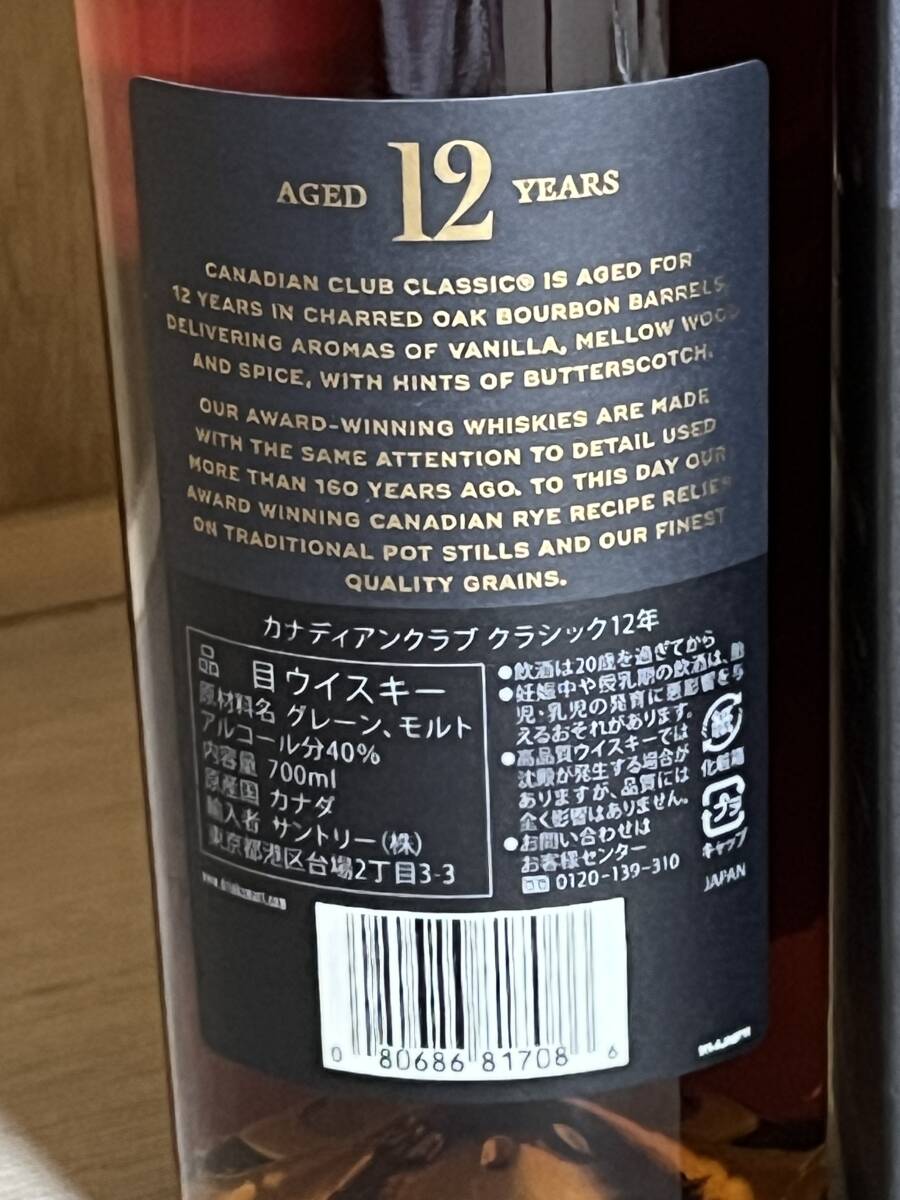 AGED 12 YEARS
CANADIAN CLUB CLASSIC® IS AGED FOR
12 YEARS IN CHARRED OAK BOURBON BARRELS,
DELIVERING AROMAS OF VANILLA, MELLOW WOOD
AND SPICE, WITH HINTS OF BUTTERSCOTCH.
OUR AWARD-WINNING WHISKIES ARE MADE
WITH THE SAME ATTENTION TO DETAIL USED
MORE THAN 160 YEARS AGO. TO THIS DAY OUR
AWARD WINNING CANADIAN RYE RECIPE RELIES
ON TRADITIONAL POT STILLS AND OUR FINEST
QUALITY GRAINS.
カナディアンクラブ クラシック12年
品目 ウイスキー
原材料名 グレーン、モルト
アルコール分40%
内容量 700ml
原産国 カナダ
輸入者 サントリー(株)
東京都港区台場2丁目3-3
●飲酒は20歳を過ぎてから
●妊娠中や授乳期の飲酒は、胎
児・乳児の発育に悪影響を与
えるおそれがあります。
●高品質ウイスキーでは
沈殿が発生する場合が
ありますが、品質には
全く影響はありません。
●お問い合わせは
お客様センター
0120-139-310
紙
化粧箱
プラ
キャップ
JAPAN
0 80686 81708 6